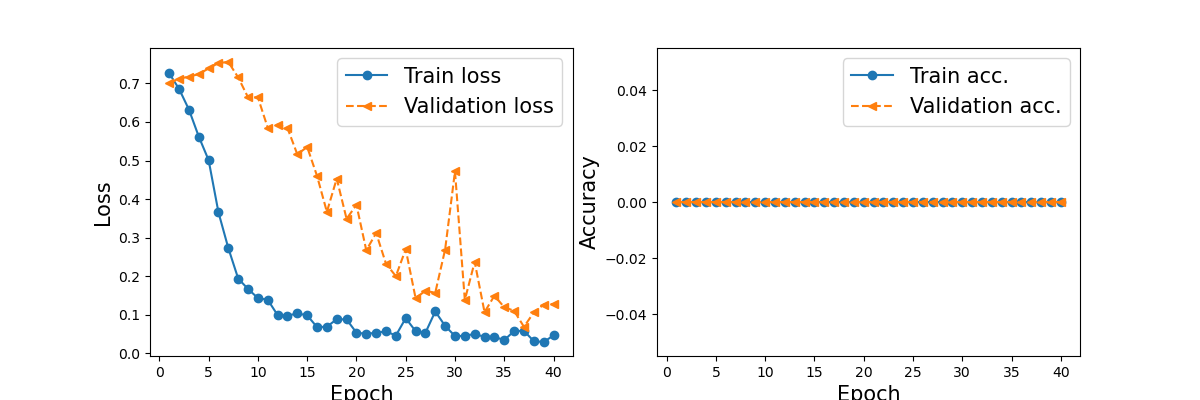 Train loss
Validation loss
Loss
0.7
0.6
0.5
0.4
0.3
0.2
0.1
0.0
0 5 10 15 20 25 30 35 40
Epoch
Train acc.
Validation acc.
Accuracy
0.04
0.02
0.00
−0.02
−0.04
0 5 10 15 20 25 30 35 40
Epoch